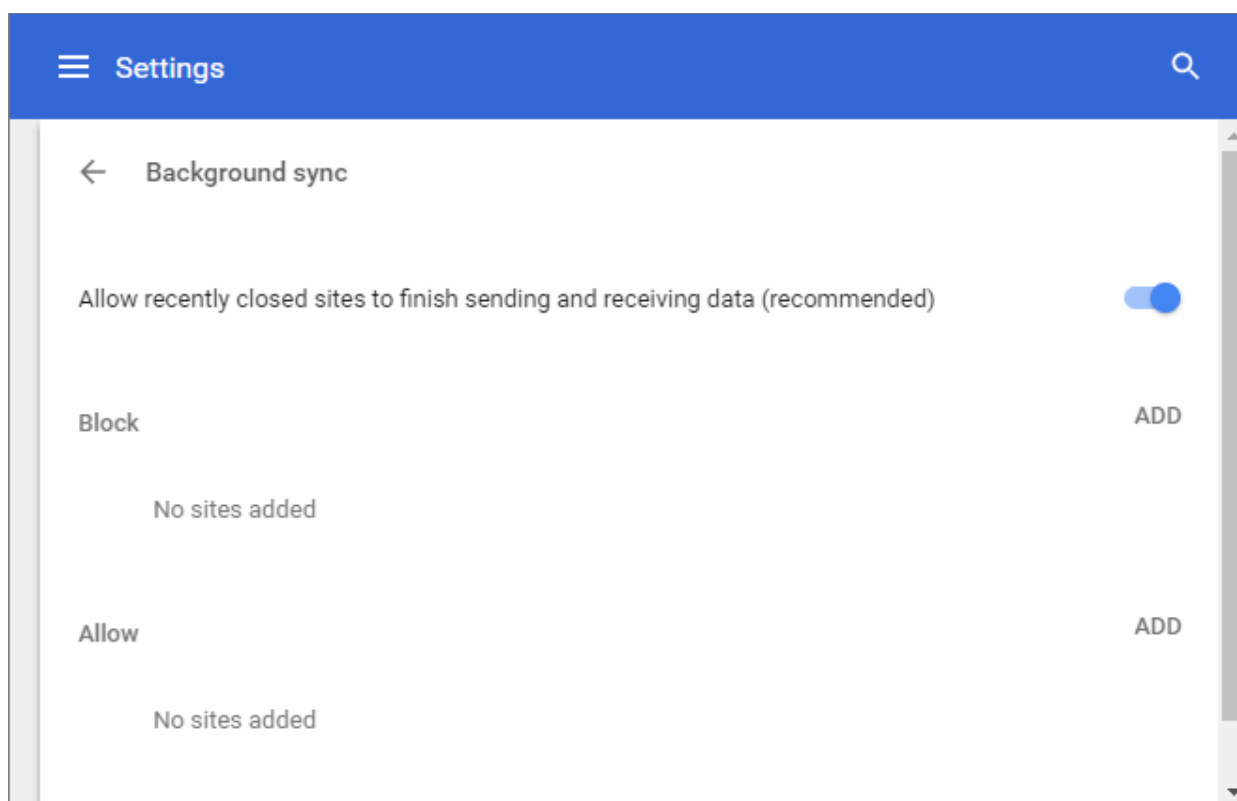 Settings
Background sync
Allow recently closed sites to finish sending and receiving data (recommended)
Block
ADD
No sites added
Allow
ADD
No sites added